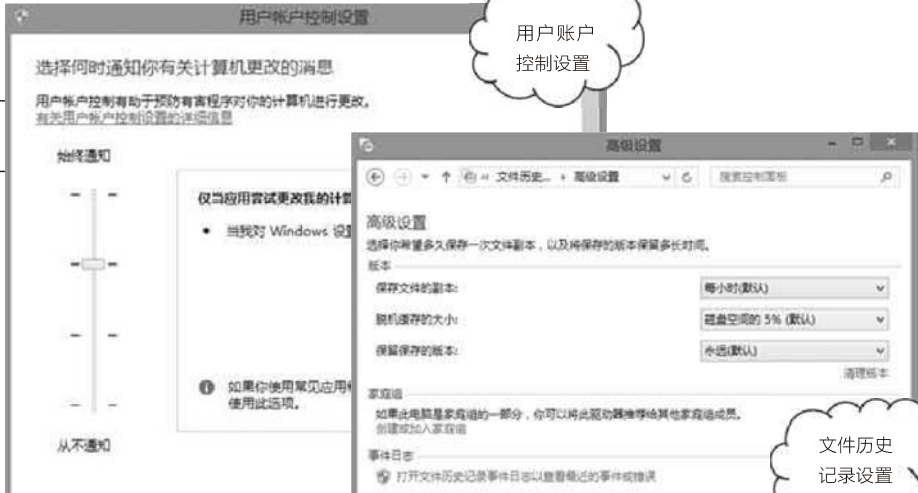 用户帐户控制设置
用户账户
控制设置
选择何时通知你有关计算机更改的消息
用户帐户控制有助于预防有害程序对你的计算机进行更改。
有关用户帐户控制设置的详细信息
始终通知
仅当应用尝试更改我的计算
• 当我对 Windows 设置
如果你使用常见应用
使用此选项。
从不通知
高级设置
文件历史... 高级设置
搜索控制面板
高级设置
选择你希望多久保存一次文件副本，以及将保存的版本保留多长时间。
版本
保存文件的副本:
每小时(默认)
脱机缓存的大小:
磁盘空间的 5% (默认)
保留保存的版本:
永远(默认)
清理版本
家庭组
如果此电脑是家庭组的一部分，你可以将此驱动器推荐给其他家庭组成员。
创建或加入家庭组
事件日志
打开文件历史记录事件日志以查看最近的事件或错误
文件历史
记录设置